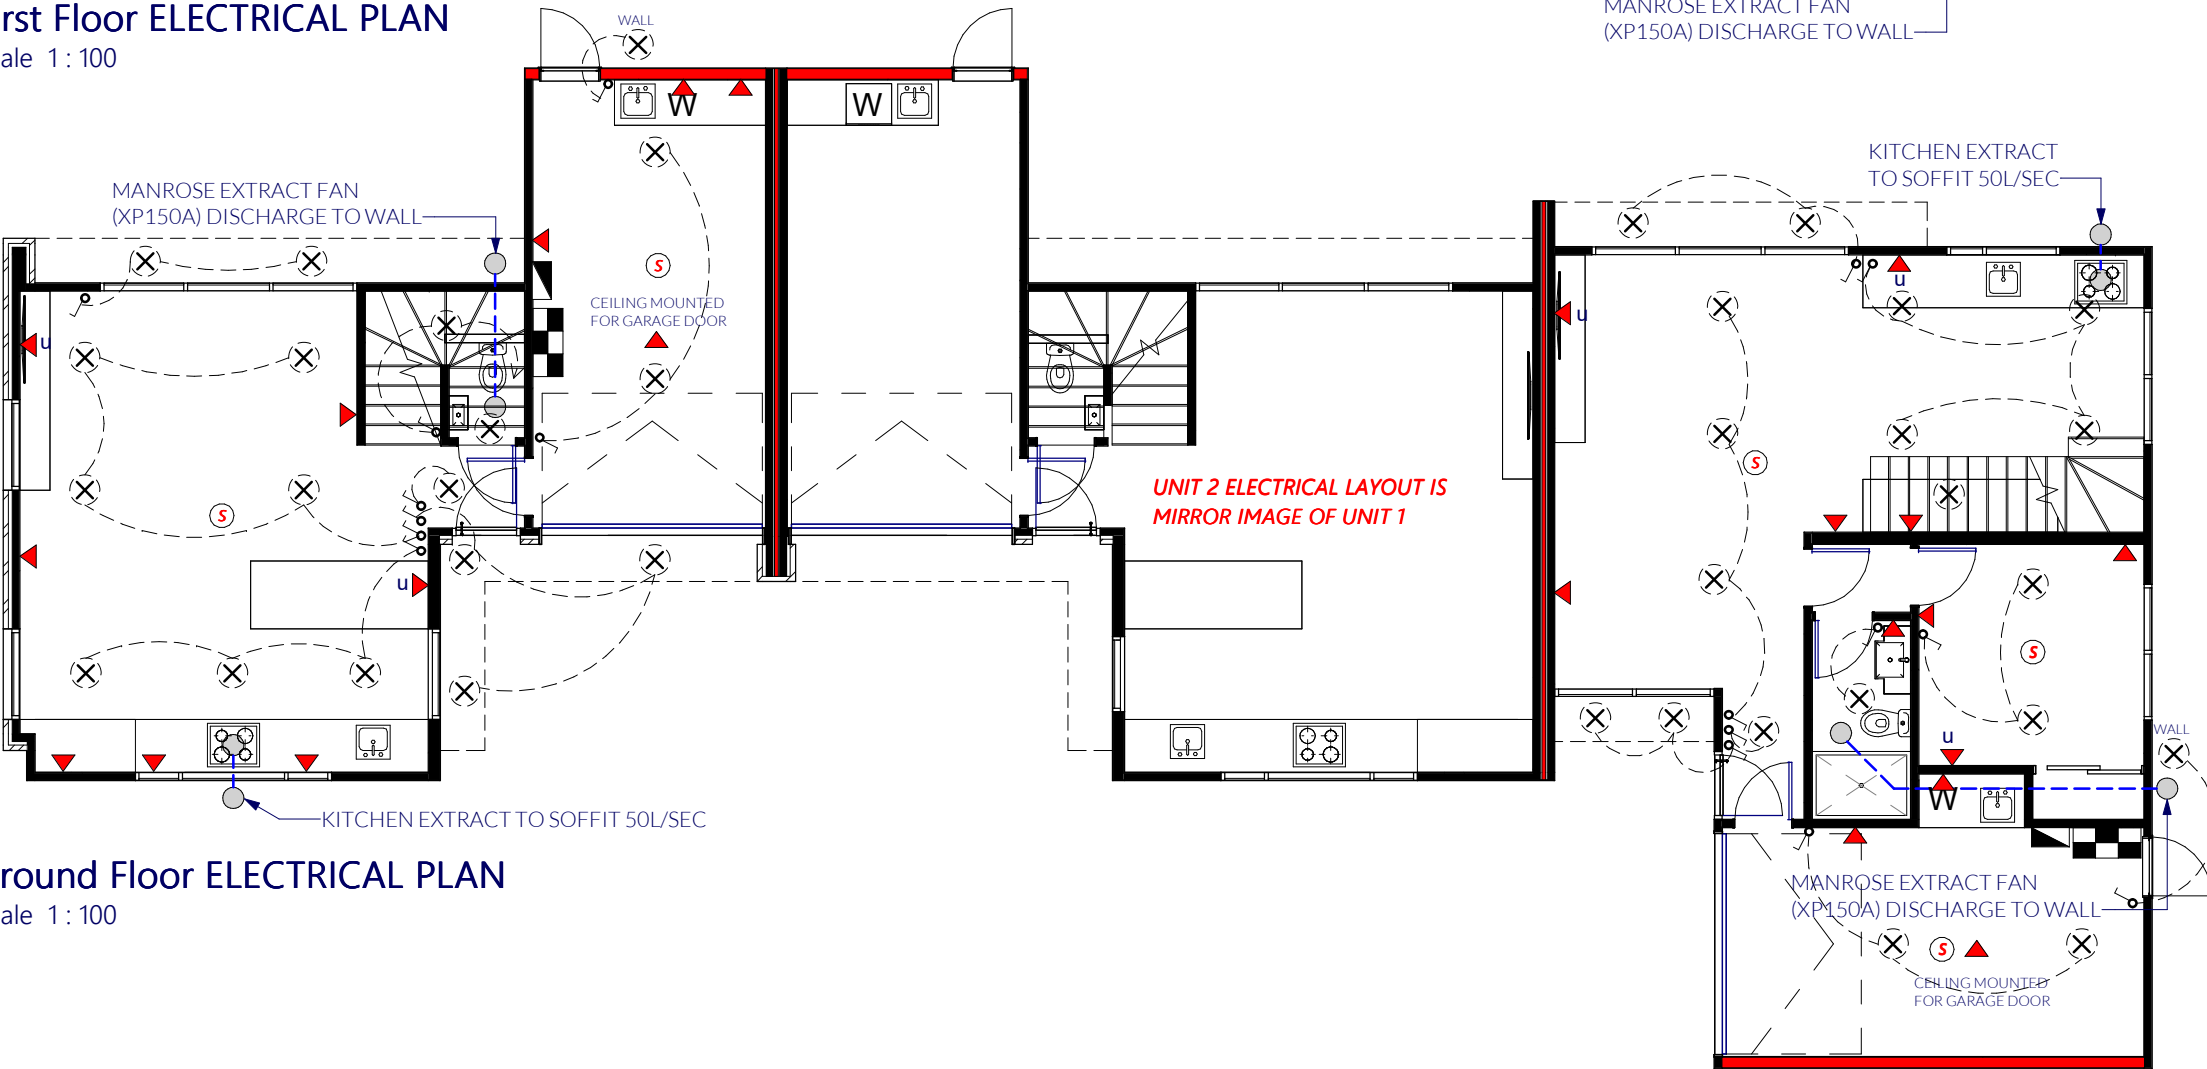 rst Floor ELECTRICAL PLAN
ale 1 : 100
WALL
MANROSE EXTRACT FAN
(XP150A) DISCHARGE TO WALL
W
W
KITCHEN EXTRACT
TO SOFFIT 50L/SEC
MANROSE EXTRACT FAN
(XP150A) DISCHARGE TO WALL
S
CEILING MOUNTED
FOR GARAGE DOOR
u
u
u
S
UNIT 2 ELECTRICAL LAYOUT IS
MIRROR IMAGE OF UNIT 1
S
u
S
u
WALL
W
KITCHEN EXTRACT TO SOFFIT 50L/SEC
round Floor ELECTRICAL PLAN
ale 1 : 100
MANROSE EXTRACT FAN
(XP150A) DISCHARGE TO WALL
S
CEILING MOUNTED
FOR GARAGE DOOR